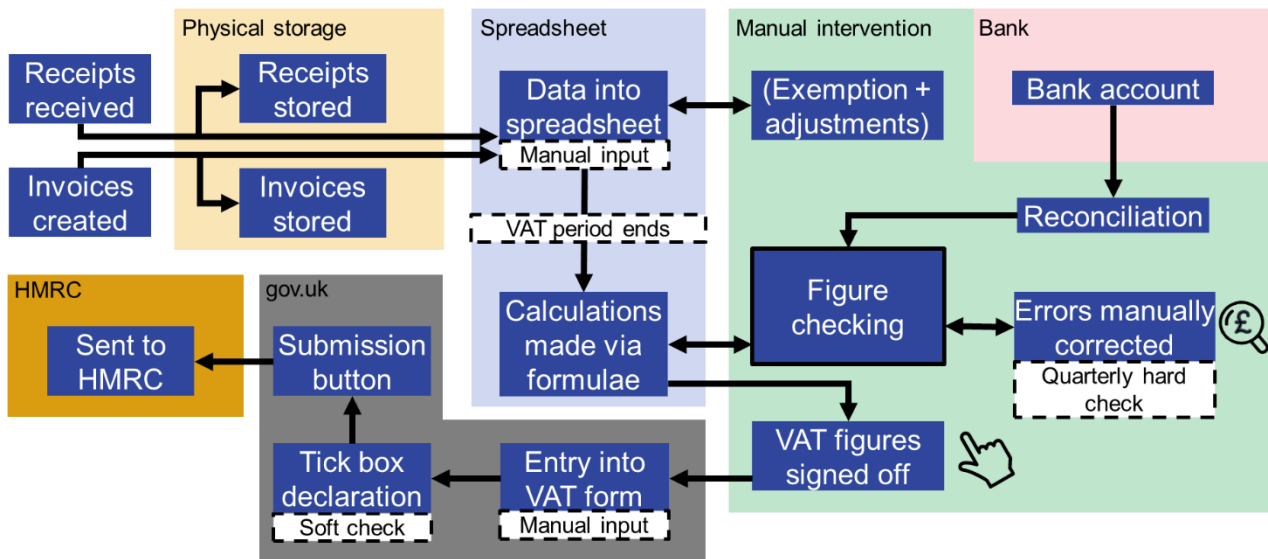 Physical storage
Spreadsheet
Manual intervention
Bank
Receipts
received
Receipts
stored
Data into
spreadsheet
Manual input
(Exemption +
adjustments)
Bank account
Invoices
created
Invoices
stored
VAT period ends
Reconciliation
HMRC
gov.uk
Sent to
HMRC
Submission
button
Calculations
made via
formulae
Figure
checking
Errors manually
corrected
£
Quarterly hard
check
Tick box
declaration
Soft check
Entry into
VAT form
Manual input
VAT figures
signed off